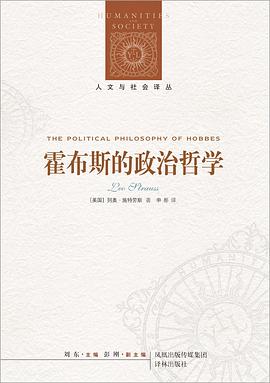 HUMANITIES
AND
SOCIETY
人文与社会译丛
THE POLITICAL PHILOSOPHY OF HOBBES
霍布斯的政治哲学
Leo Strauss
[美国] 列奥·施特劳斯 著 申彤 译
刘东·主编 彭刚·副主编
凤凰出版传媒集团
译林出版社